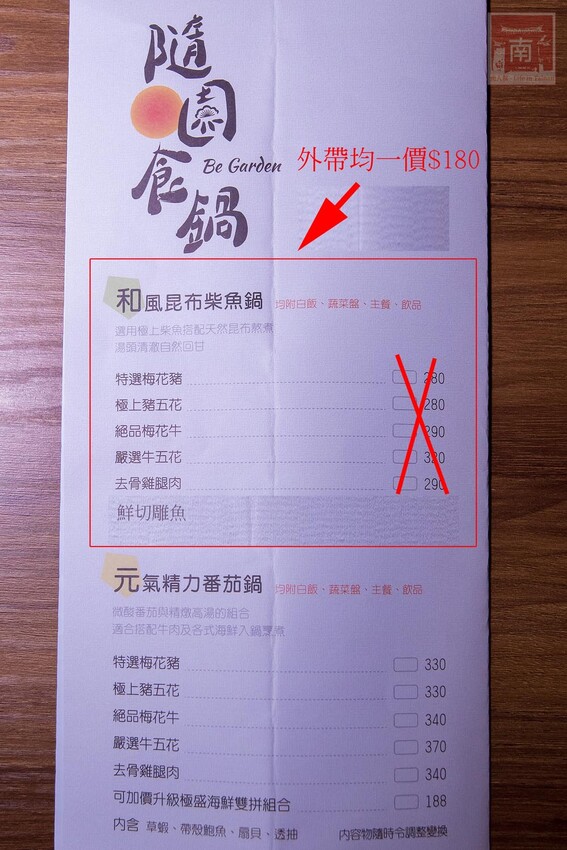 隨園食鍋
Be Garden
南
外帶均一價$180
和風昆布柴魚鍋 均附白飯、蔬菜盤、主餐、飲品
選用極上柴魚搭配天然昆布熬煮
湯頭清澈自然回甘
特選梅花豬 280
極上豬五花 280
絕品梅花牛 290
嚴選牛五花 320
去骨雞腿肉 290
鮮切雕魚
元氣精力番茄鍋 均附白飯、蔬菜盤、主餐、飲品
微酸番茄與精燉高湯的組合
適合搭配牛肉及各式海鮮入鍋烹煮
特選梅花豬 330
極上豬五花 330
絕品梅花牛 340
嚴選牛五花 370
去骨雞腿肉 340
可加價升級極盛海鮮雙拼組合 188
內含 草蝦、帶殼鮑魚、扇貝、透抽 內容物隨時令調整變換